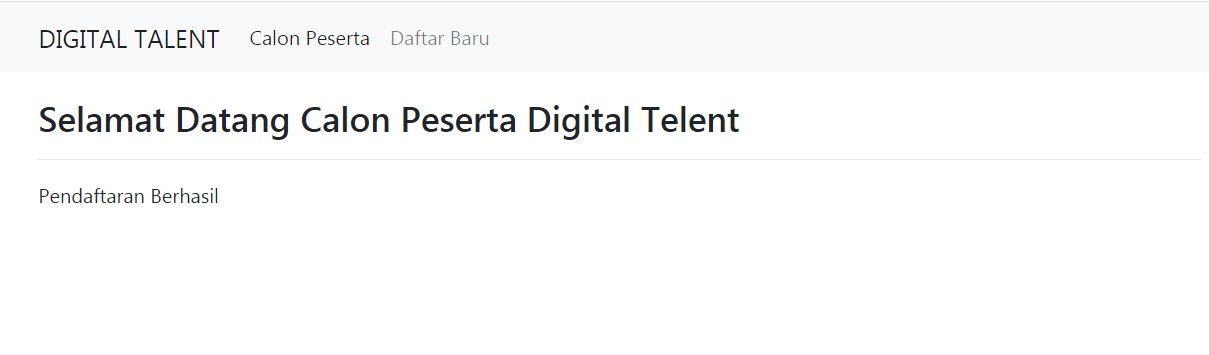 DIGITAL TALENT Calon Peserta Daftar Baru
Selamat Datang Calon Peserta Digital Telent
Pendaftaran Berhasil